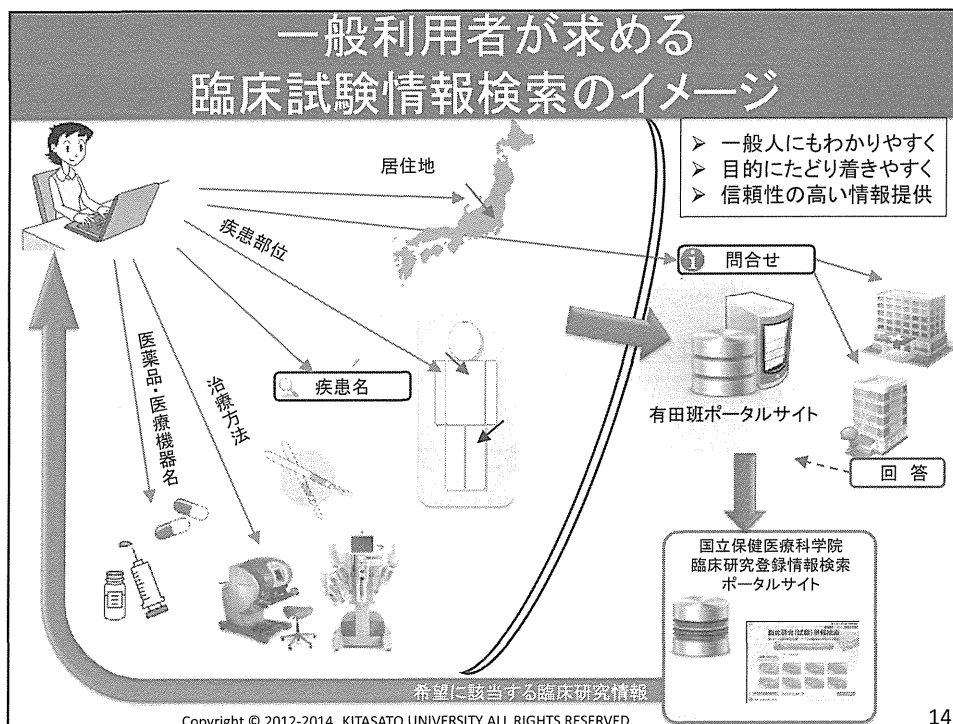 一般利用者が求める
臨床試験情報検索のイメージ
➢ 一般人にもわかりやすく
➢ 目的にたどり着きやすく
➢ 信頼性の高い情報提供
居住地
疾患部位
問合せ
疾患名
医薬品・医療機器名
治療方法
有田班ポータルサイト
回 答
国立保健医療科学院
臨床研究登録情報検索
ポータルサイト
希望に該当する臨床研究情報
Copyright © 2012-2014 KITASATO UNIVERSITY ALL RIGHTS RESERVED
14